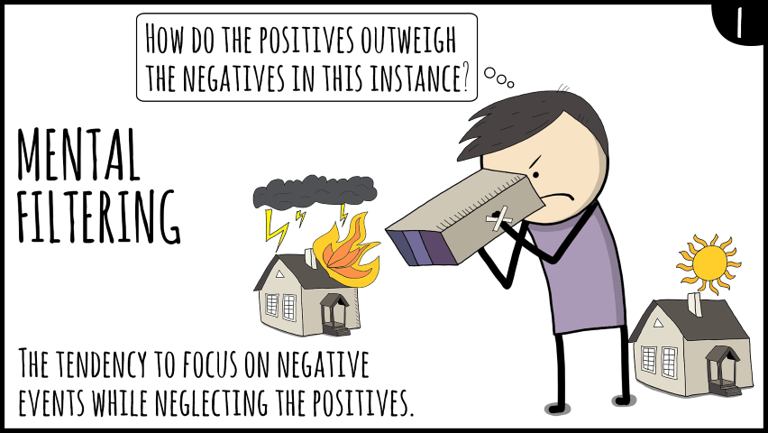 1
How do the positives outweigh
the negatives in this instance?
Mental
Filtering
The tendency to focus on negative
events while neglecting the positives.